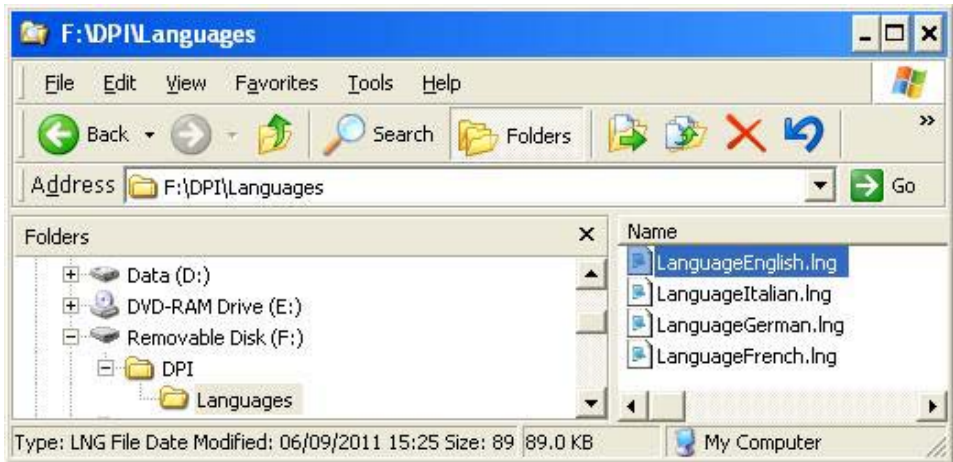 F:\DPI\Languages
File Edit View Favorites Tools Help
Back Search Folders »
Address F:\DPI\Languages Go
Folders x Name
Data (D:)
DVD-RAM Drive (E:)
Removable Disk (F:)
DPI
Languages
LanguageEnglish.lng
LanguageItalian.lng
LanguageGerman.lng
LanguageFrench.lng
Type: LNG File Date Modified: 06/09/2011 15:25 Size: 89 89.0 KB My Computer